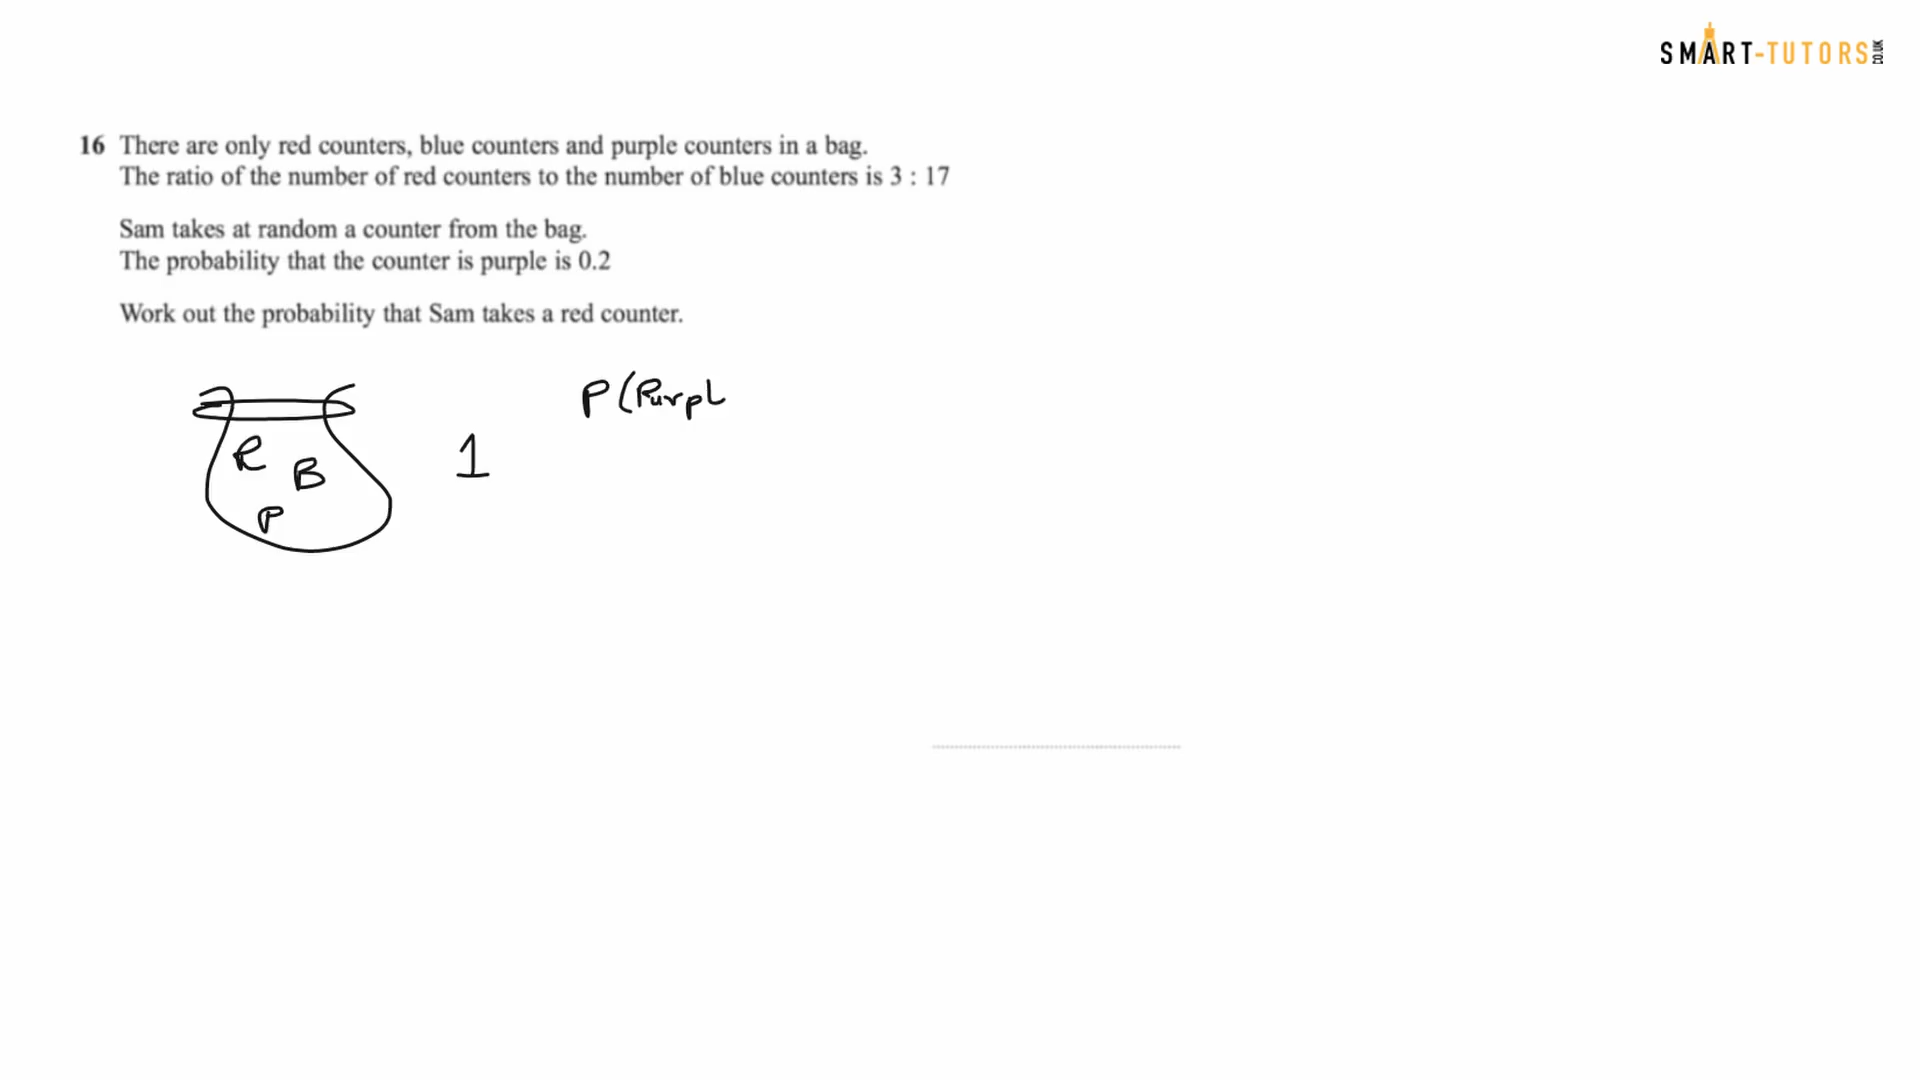 SMART-TUTORS.CO.UK
16 There are only red counters, blue counters and purple counters in a bag.
The ratio of the number of red counters to the number of blue counters is 3 : 17
Sam takes at random a counter from the bag.
The probability that the counter is purple is 0.2
Work out the probability that Sam takes a red counter.
P(Purpl
R
B
1
P